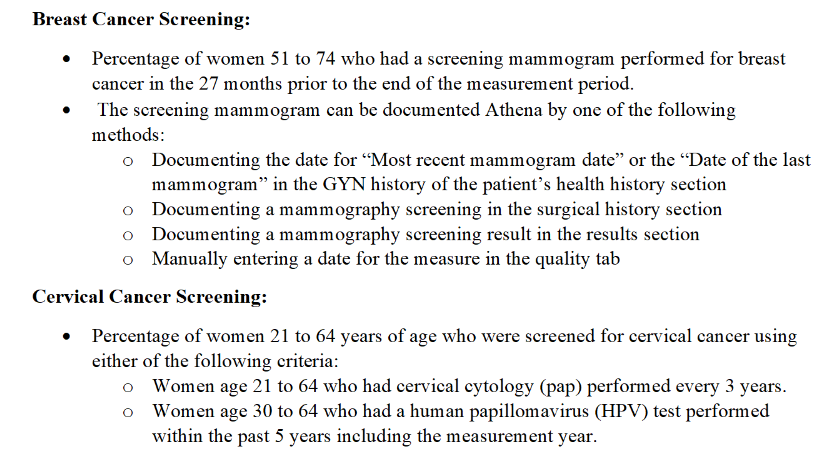 Breast Cancer Screening:
• Percentage of women 51 to 74 who had a screening mammogram performed for breast
cancer in the 27 months prior to the end of the measurement period.
• The screening mammogram can be documented Athena by one of the following
methods:
o Documenting the date for “Most recent mammogram date” or the “Date of the last
mammogram” in the GYN history of the patient’s health history section
o Documenting a mammography screening in the surgical history section
o Documenting a mammography screening result in the results section
o Manually entering a date for the measure in the quality tab
Cervical Cancer Screening:
• Percentage of women 21 to 64 years of age who were screened for cervical cancer using
either of the following criteria:
o Women age 21 to 64 who had cervical cytology (pap) performed every 3 years.
o Women age 30 to 64 who had a human papillomavirus (HPV) test performed
within the past 5 years including the measurement year.